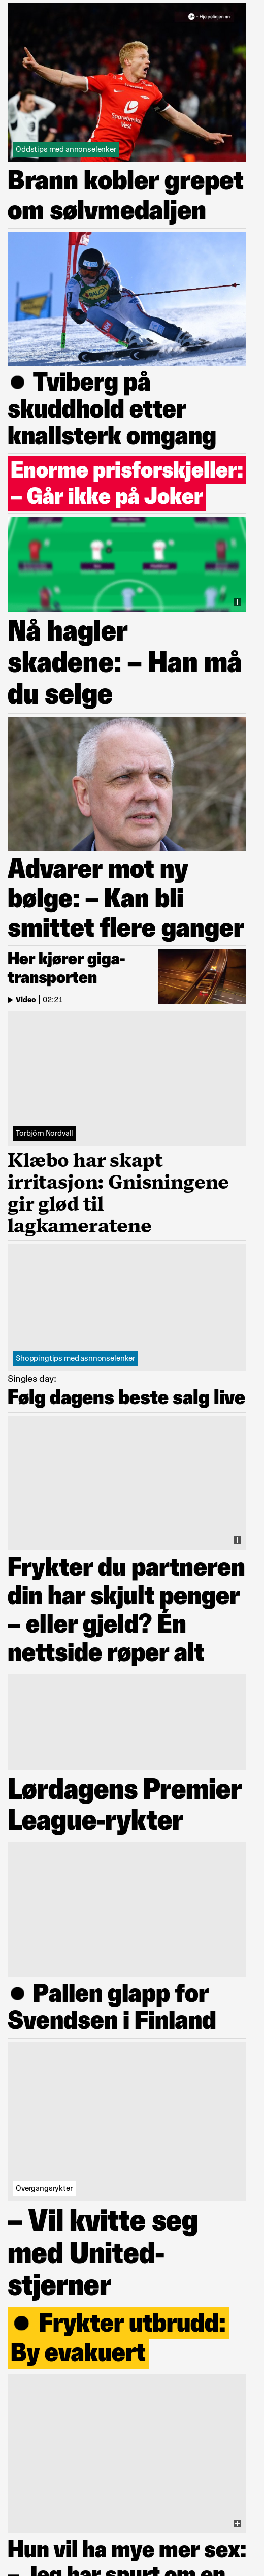 Hjelpelinjen.no
Sparebanken
Vest
Oddstips med annonselenker
Brann kobler grepet
om sølvmedaljen
● Tviberg på
skuddhold etter
knallsterk omgang
Enorme prisforskjeller:
– Går ikke på Joker
Nå hagler
skadene: – Han må
du selge
Advarer mot ny
bølge: – Kan bli
smittet flere ganger
Her kjører giga-
transporten
Video | 02:21
Torbjörn Nordvall
Klæbo har skapt
irritasjon: Gnisningene
gir glød til
lagkameratene
Shoppingtips med asnnonselenker
Singles day:
Følg dagens beste salg live
Frykter du partneren
din har skjult penger
– eller gjeld? Én
nettside røper alt
Lørdagens Premier
League-rykter
● Pallen glapp for
Svendsen i Finland
Overgangsrykter
– Vil kvitte seg
med United-
stjerner
● Frykter utbrudd:
By evakuert
Hun vil ha mye mer sex:
– Jeg har spurt om en